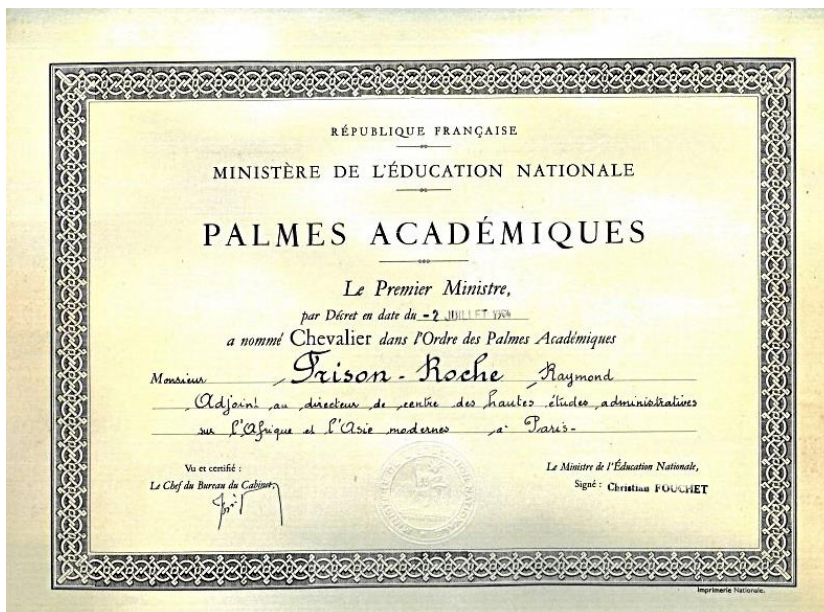 RÉPUBLIQUE FRANÇAISE
MINISTÈRE DE L'ÉDUCATION NATIONALE
PALMES ACADÉMIQUES
Le Premier Ministre,
par Décret en date du -2 JUILLET 1964
a nommé Chevalier dans l'Ordre des Palmes Académiques
Monsieur Frison-Roche, Raymond
Adjoint au directeur de centre des hautes études administratives
sur l'Afrique et l'Asie modernes à Paris-
Vu et certifié :
Le Chef du Bureau du Cabinet,
Le Ministre de l'Éducation Nationale,
Signé : Christian FOUCHET
Imprimerie Nationale.